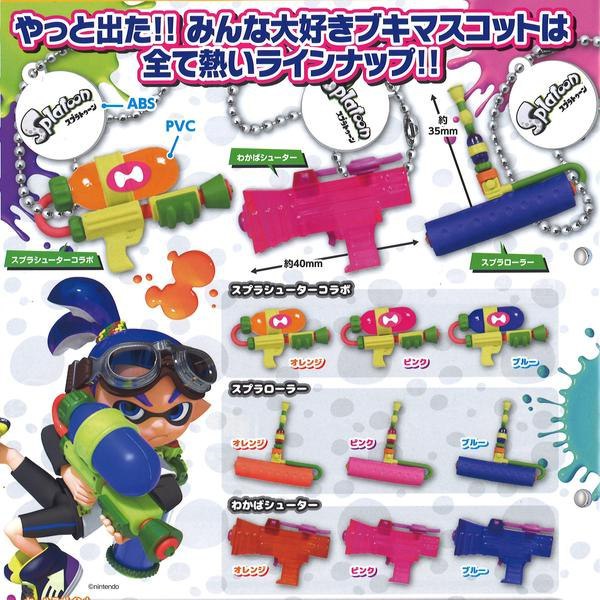 やっと出た!! みんな大好きブキマスコットは
全て熱いラインナップ!!
Splatoon
スプラトゥーン
ABS
PVC
Splatoon
スプラトゥーン
Splatoon
スプラトゥーン
わかばシューター
約35mm
約40mm
スプラシューターコラボ
スプラローラー
スプラシューターコラボ
オレンジ
ピンク
ブルー
スプラローラー
オレンジ
ピンク
ブルー
わかばシューター
オレンジ
ピンク
ブルー
©nintendo